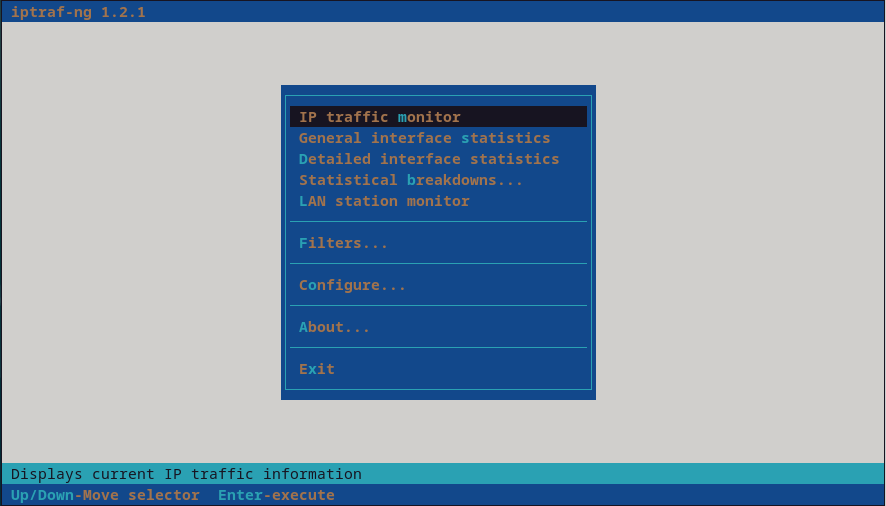 iptraf-ng 1.2.1
IP traffic monitor
General interface statistics
Detailed interface statistics
Statistical breakdowns...
LAN station monitor
Filters...
Configure...
About...
Exit
Displays current IP traffic information
Up/Down-Move selector  Enter-execute